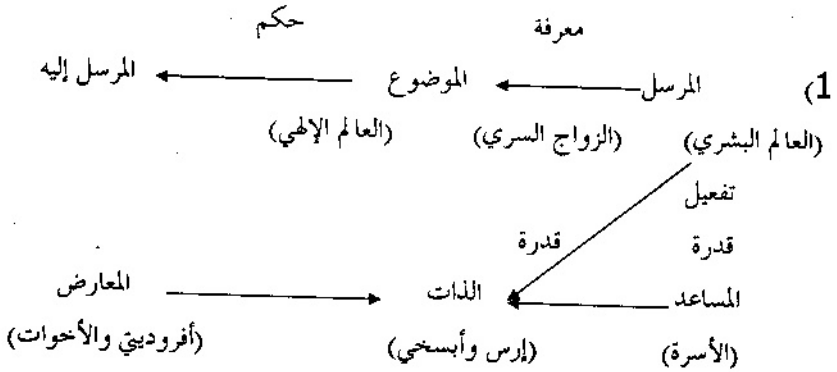 معرفة حكم
1) المرسل الموضوع المرسل إليه
(العالم البشري) (الزواج السري) (العالم الإلهي)
تفعيل
قدرة قدرة
المساعد الذات المعارض
(الأسرة) (إرس وأبسخي) (أفروديتي والأخوات)